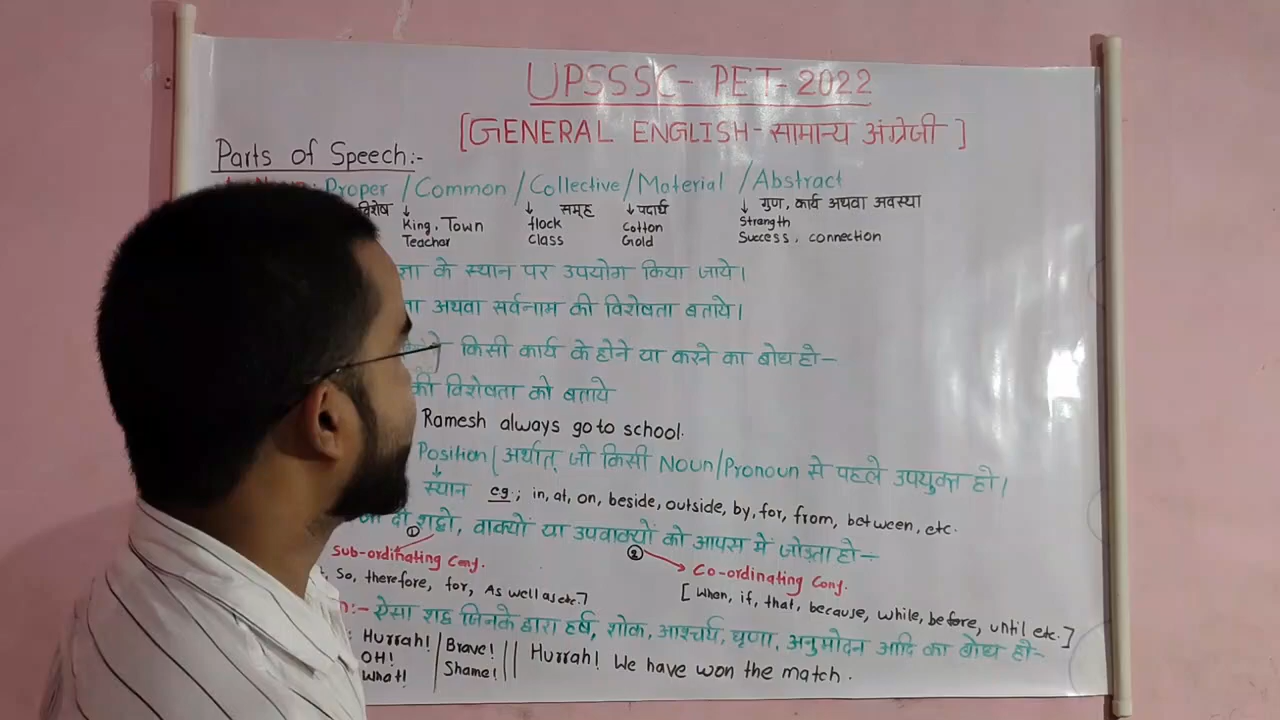 UPSSSC- PET- 2022
[GENERAL ENGLISH - सामान्य अंग्रेजी ]
Parts of Speech:-
Proper / Common / Collective / Material / Abstract
विशेष ↓ ↓ समूह ↓ पदार्थ ↓ गुण, कार्य अथवा अवस्था
King, Town flock Cotton Strangth
Teacher Class Gold Success, connection
के स्थान पर उपयोग किया जाये।
अथवा सर्वनाम की विशेषता बताये।
किसी कार्य के होने या करने का बोध हो-
की विशेषता को बताये
Ramesh always go to school.
Position ( अर्थात् जो किसी Noun/Pronoun से पहले उपयुक्त हो।
↓
स्थान eg; in, at, on, beside, outside, by, for, from, between, etc.
दो शब्दो, वाक्यों या उपवाक्यों को आपस में जोड़ता हो-
① ②
Sub-ordinating Conj. Co-ordinating Conj.
So, therefore, for, As well as etc.] [ When, if, that, because, while, before, until etc.]
:- ऐसा शब्द जिनके द्वारा हर्ष, शोक, आश्चर्य, घृणा, अनुमोदन आदि का बोध हो-
Hurrah! Brave! Hurrah! We have won the match.
OH! Shame!
What!